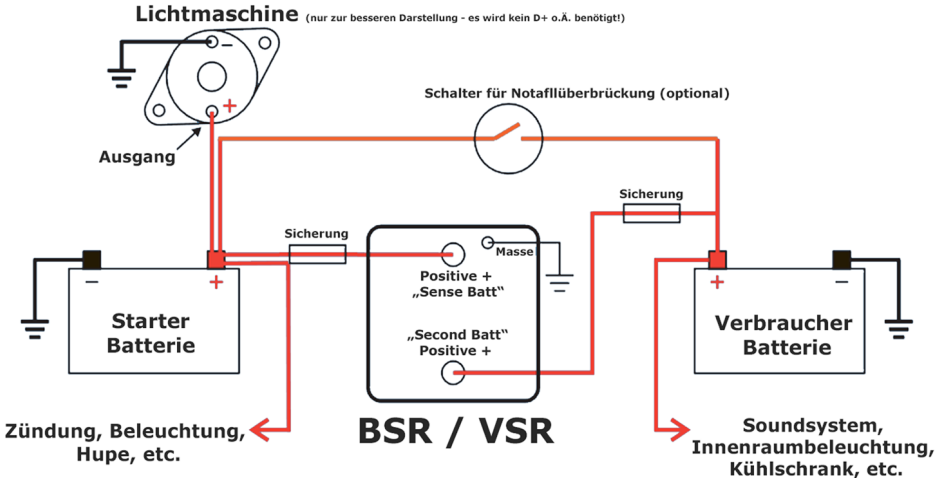 Lichtmaschine (nur zur besseren Darstellung - es wird kein D+ o.Ä. benötigt!)
−
+
Ausgang
Schalter für Notafllüberbrückung (optional)
Sicherung
Sicherung
Masse
Positive +
„Sense Batt“
„Second Batt“
Positive +
BSR / VSR
− +
Starter
Batterie
+ −
Verbraucher
Batterie
Zündung, Beleuchtung,
Hupe, etc.
Soundsystem,
Innenraumbeleuchtung,
Kühlschrank, etc.